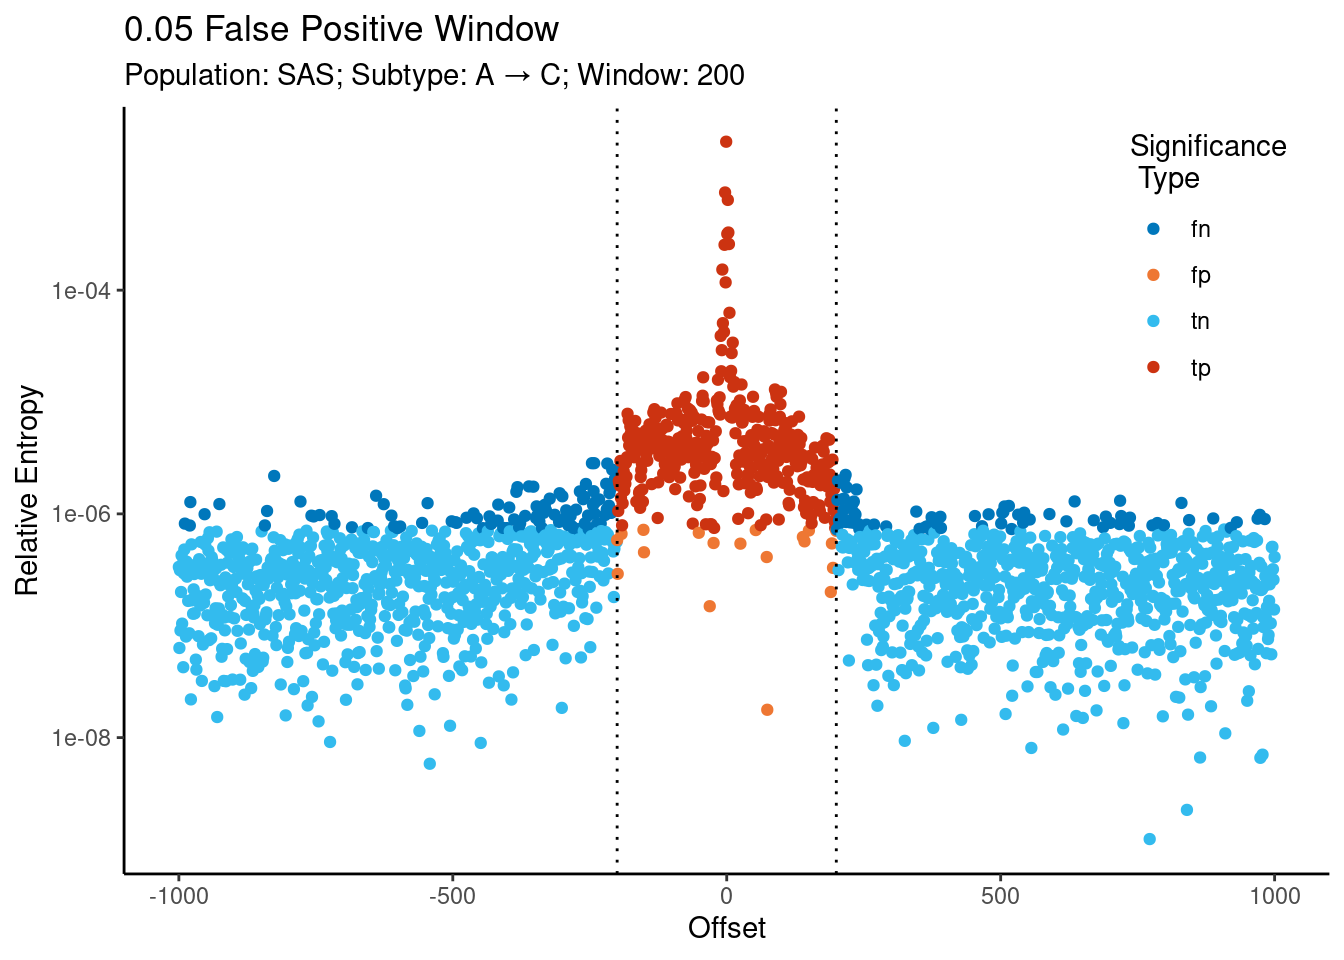 0.05 False Positive Window
Population: SAS; Subtype: A → C; Window: 200
Significance
Type
fn
fp
tn
tp
1e-04
1e-06
1e-08
Relative Entropy
-1000
-500
0
500
1000
Offset